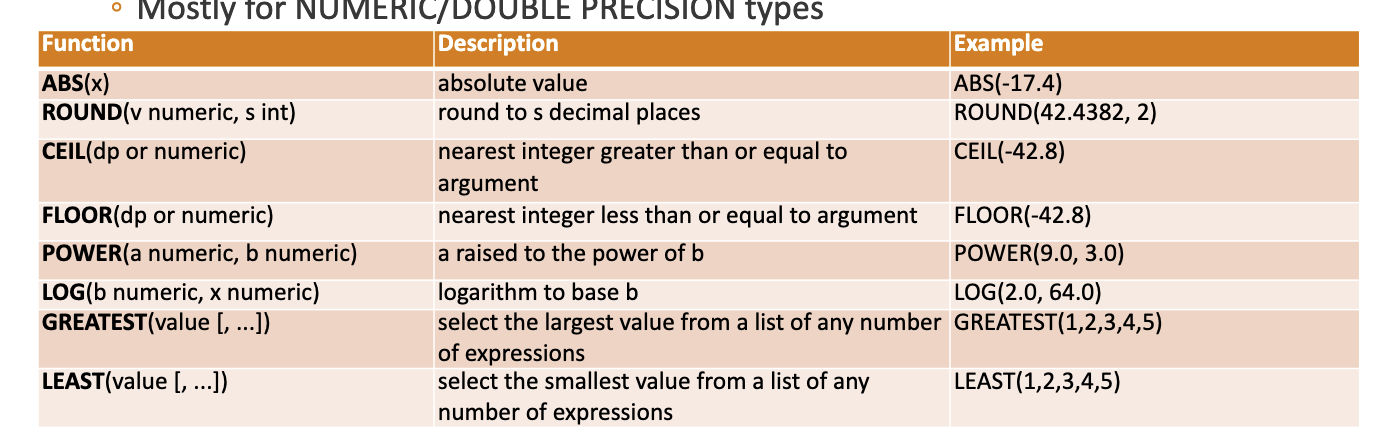 ◦ Mostly for NUMERIC/DOUBLE PRECISION types
Function Description Example
ABS(x) absolute value ABS(-17.4)
ROUND(v numeric, s int) round to s decimal places ROUND(42.4382, 2)
CEIL(dp or numeric) nearest integer greater than or equal to CEIL(-42.8)
argument
FLOOR(dp or numeric) nearest integer less than or equal to argument FLOOR(-42.8)
POWER(a numeric, b numeric) a raised to the power of b POWER(9.0, 3.0)
LOG(b numeric, x numeric) logarithm to base b LOG(2.0, 64.0)
GREATEST(value [, ...]) select the largest value from a list of any number GREATEST(1,2,3,4,5)
of expressions
LEAST(value [, ...]) select the smallest value from a list of any LEAST(1,2,3,4,5)
number of expressions